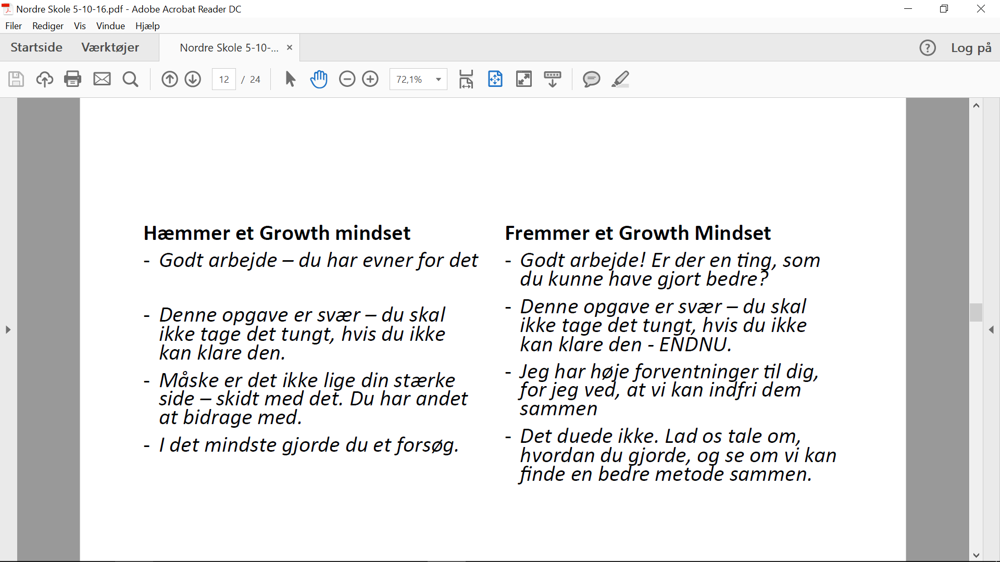 Nordre Skole 5-10-16.pdf - Adobe Acrobat Reader DC
Filer Rediger Vis Vindue Hjælp
Startside Værktøjer Nordre Skole 5-10-... × ? Log på
12 / 24 72,1%
Hæmmer et Growth mindset
- Godt arbejde – du har evner for det
- Denne opgave er svær – du skal
ikke tage det tungt, hvis du ikke
kan klare den.
- Måske er det ikke lige din stærke
side – skidt med det. Du har andet
at bidrage med.
- I det mindste gjorde du et forsøg.
Fremmer et Growth Mindset
- Godt arbejde! Er der en ting, som
du kunne have gjort bedre?
- Denne opgave er svær – du skal
ikke tage det tungt, hvis du ikke
kan klare den - ENDNU.
- Jeg har høje forventninger til dig,
for jeg ved, at vi kan indfri dem
sammen
- Det duede ikke. Lad os tale om,
hvordan du gjorde, og se om vi kan
finde en bedre metode sammen.